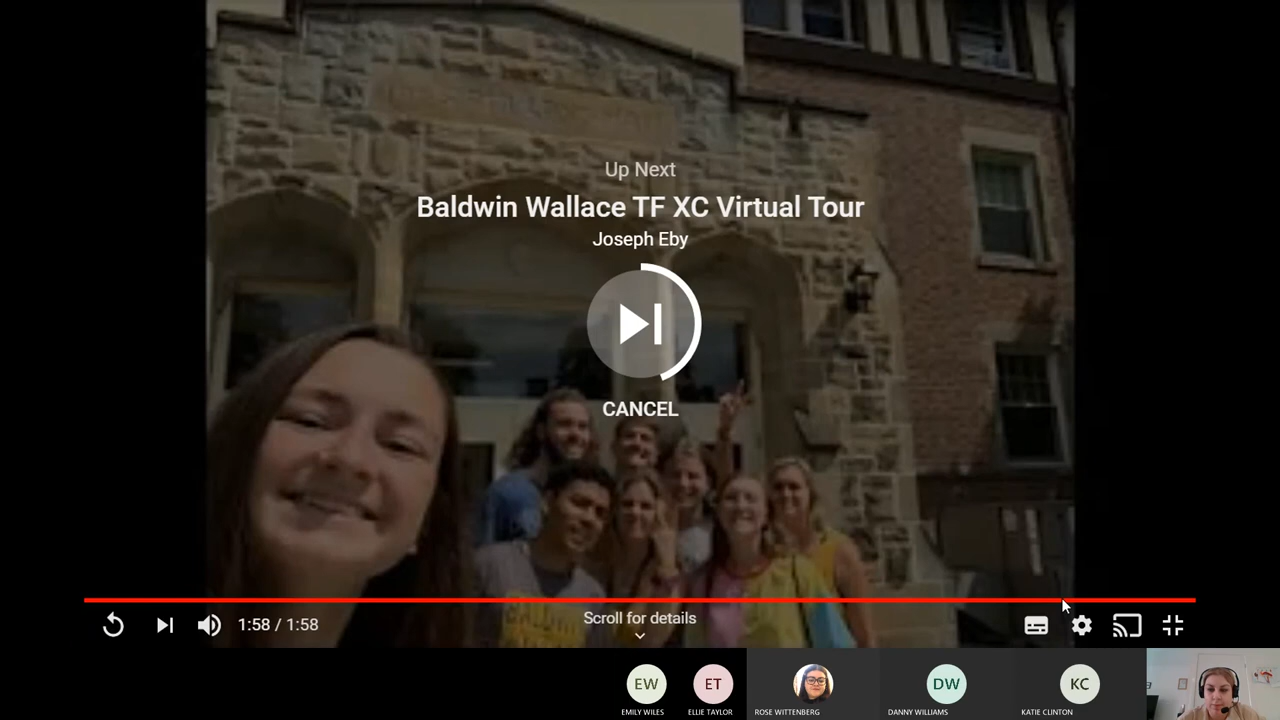 Up Next
Baldwin Wallace TF XC Virtual Tour
Joseph Eby
CANCEL
1:58 / 1:58
Scroll for details
EW
ET
DW
KC
EMILY WILES
ELLIE TAYLOR
ROSE WITTENBERG
DANNY WILLIAMS
KATIE CLINTON